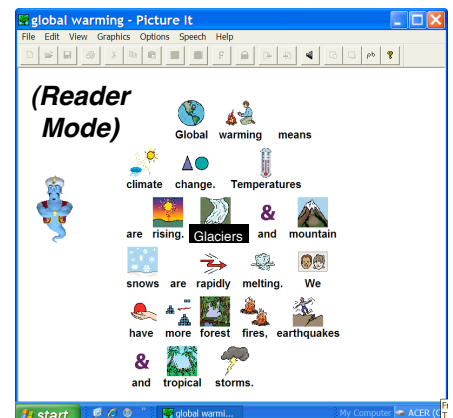 global warming - Picture It
File Edit View Graphics Options Speech Help
F ρb ?
(Reader
Mode)
Global warming means
climate change. Temperatures
are rising. Glaciers & and mountain
snows are rapidly melting. We
have more forest fires, earthquakes
&
and tropical storms.
start global warmi... My Computer ACER (C